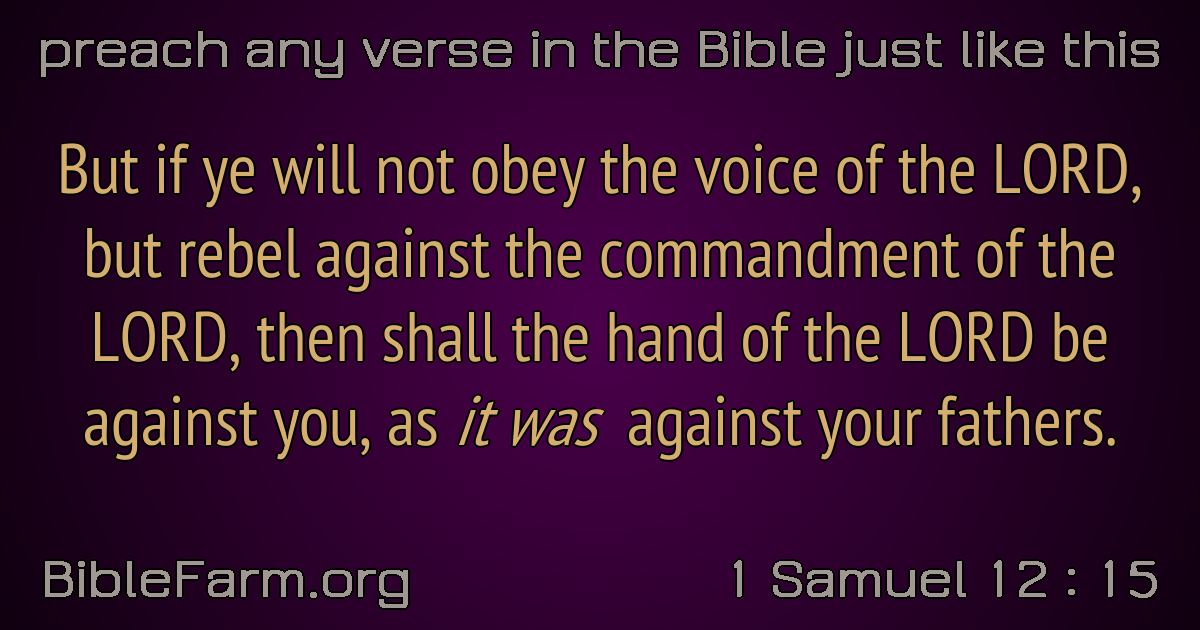 preach any verse in the Bible just like this
But if ye will not obey the voice of the LORD,
but rebel against the commandment of the
LORD, then shall the hand of the LORD be
against you, as it was against your fathers.
BibleFarm.org
1 Samuel 12 : 15